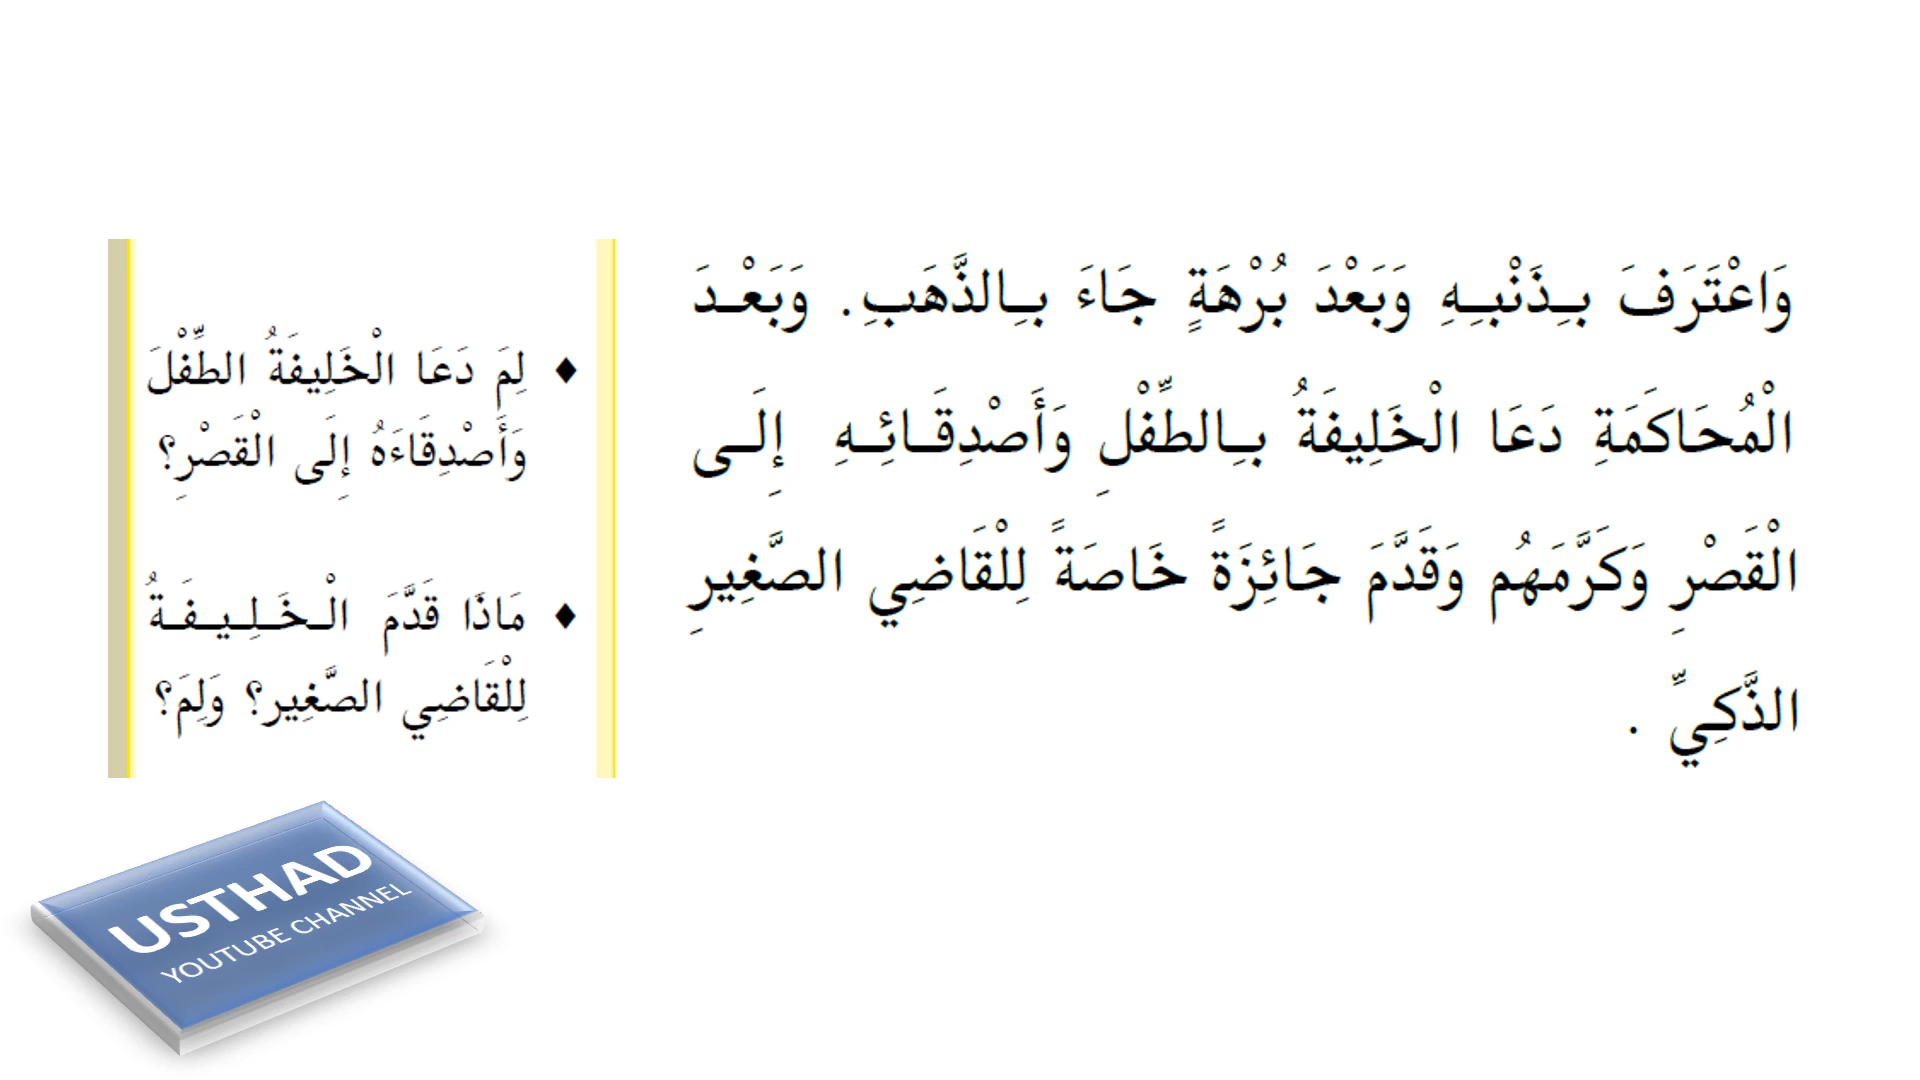 وَاعْتَرَفَ بِذَنْبِهِ وَبَعْدَ بُرْهَةٍ جَاءَ بِالذَّهَبِ. وَبَعْدَ
الْمُحَاكَمَةِ دَعَا الْخَلِيفَةُ بِالطِّفْلِ وَأَصْدِقَائِهِ إِلَى
الْقَصْرِ وَكَرَّمَهُم وَقَدَّمَ جَائِزَةً خَاصَةً لِلْقَاضِي الصَّغِيرِ
الذَّكِيِّ .
♦ لِمَ دَعَا الْخَلِيفَةُ الطِّفْلَ
وَأَصْدِقَاءَهُ إِلَى الْقَصْرِ؟
♦ مَاذَا قَدَّمَ الْخَلِيفَةُ
لِلْقَاضِي الصَّغِير؟ وَلِمَ؟
USTHAD
YOUTUBE CHANNEL